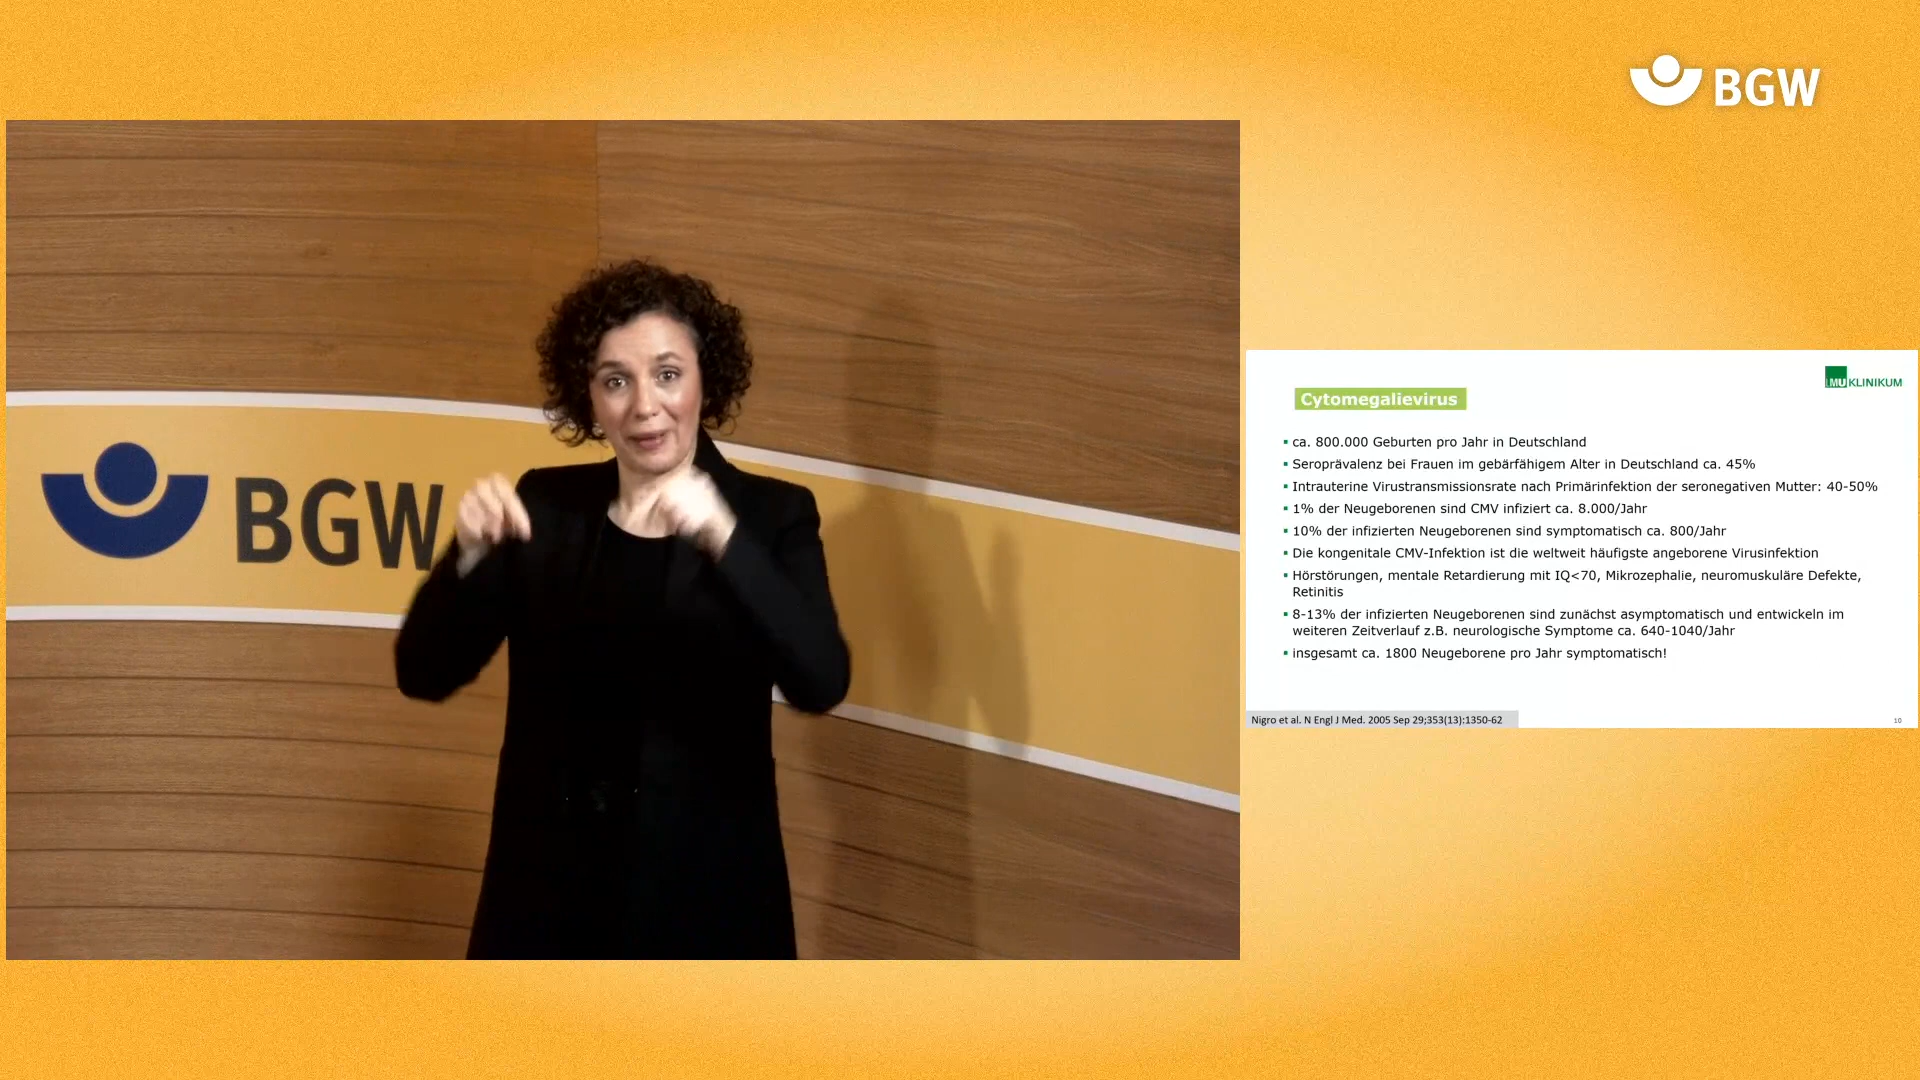 BGW
BGW
LMU KLINIKUM
Cytomegalievirus
▪ ca. 800.000 Geburten pro Jahr in Deutschland
▪ Seroprävalenz bei Frauen im gebärfähigem Alter in Deutschland ca. 45%
▪ Intrauterine Virustransmissionsrate nach Primärinfektion der seronegativen Mutter: 40-50%
▪ 1% der Neugeborenen sind CMV infiziert ca. 8.000/Jahr
▪ 10% der infizierten Neugeborenen sind symptomatisch ca. 800/Jahr
▪ Die kongenitale CMV-Infektion ist die weltweit häufigste angeborene Virusinfektion
▪ Hörstörungen, mentale Retardierung mit IQ<70, Mikrozephalie, neuromuskuläre Defekte,
Retinitis
▪ 8-13% der infizierten Neugeborenen sind zunächst asymptomatisch und entwickeln im
weiteren Zeitverlauf z.B. neurologische Symptome ca. 640-1040/Jahr
▪ insgesamt ca. 1800 Neugeborene pro Jahr symptomatisch!
Nigro et al. N Engl J Med. 2005 Sep 29;353(13):1350-62
10